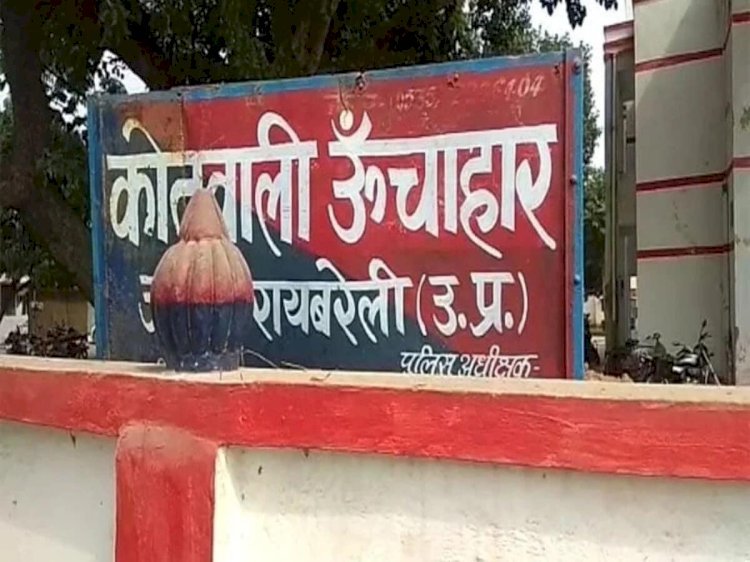 कोतवाली ऊँचाहार
रायबरेली (उ.प्र.)
पुलिस अधीक्षक-